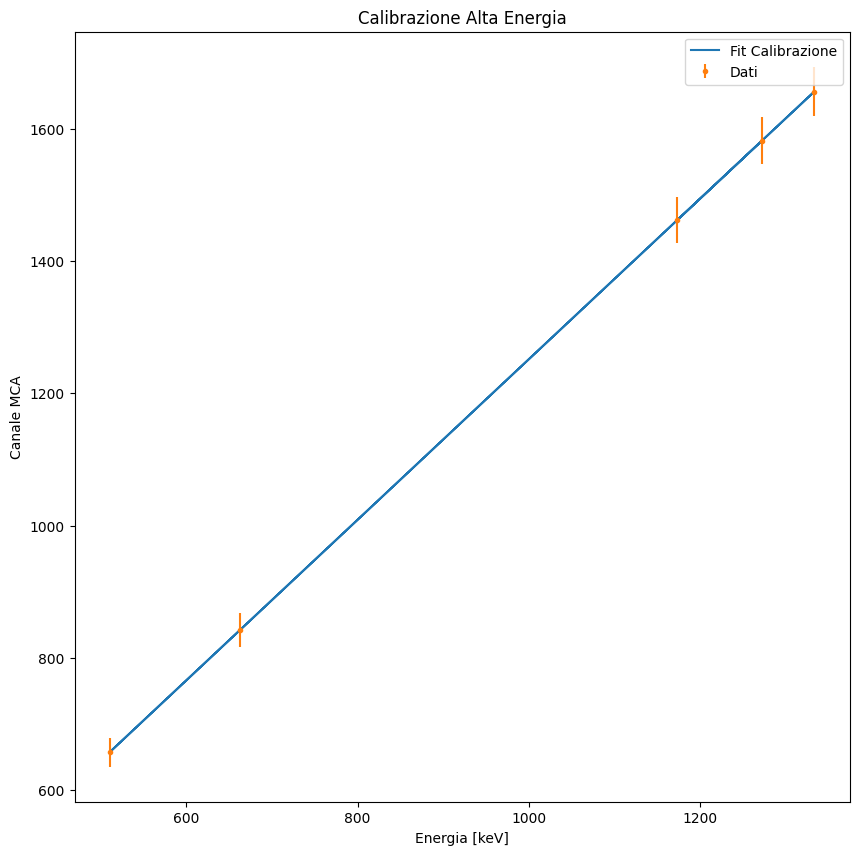 Calibrazione Alta Energia
Fit Calibrazione
Dati
1600
1400
1200
1000
800
600
Canale MCA
600 800 1000 1200
Energia [keV]